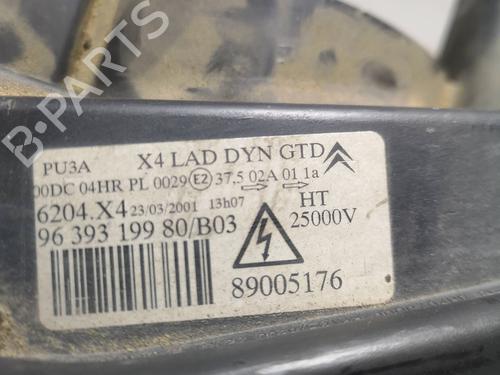 PU3A X4 LAD DYN GTD
00DC 04HR PL 0029 E2 37,5 02A 01 1a
6204.X4 23/03/2001 13h07 HT
96 393 199 80/B03 25000V
89005176
B-PARTS